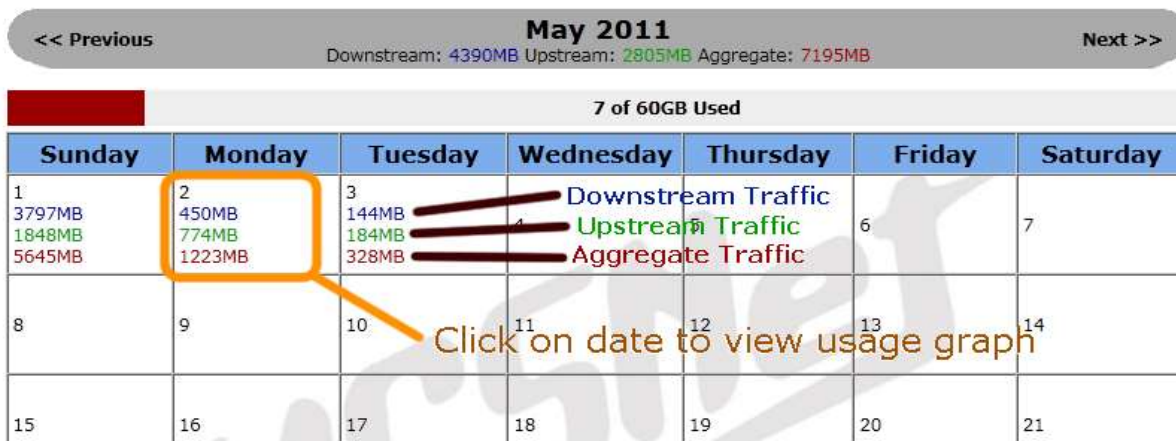 << Previous
May 2011
Next >>
Downstream: 4390MB Upstream: 2805MB Aggregate: 7195MB
7 of 60GB Used
Sunday Monday Tuesday Wednesday Thursday Friday Saturday
1 2 3 4 5 6 7
3797MB 450MB 144MB Downstream Traffic
1848MB 774MB 184MB Upstream Traffic
5645MB 1223MB 328MB Aggregate Traffic
8 9 10 11 12 13 14
Click on date to view usage graph
15 16 17 18 19 20 21